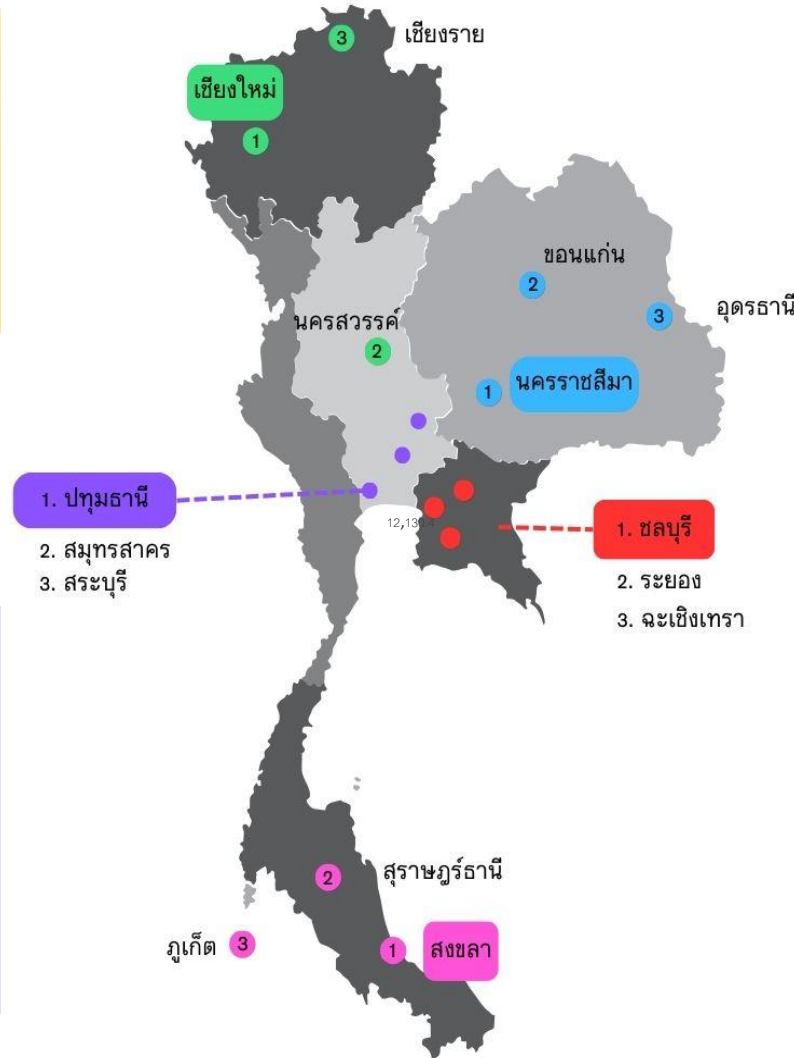 3
เชียงราย
เชียงใหม่
1
ขอนแก่น
2
3
อุดรธานี
นครสวรรค์
2
1
นครราชสีมา
1. ปทุมธานี
2. สมุทรสาคร
3. สระบุรี
1. ชลบุรี
2. ระยอง
3. ฉะเชิงเทรา
2
สุราษฎร์ธานี
ภูเก็ต
3
1
สงขลา